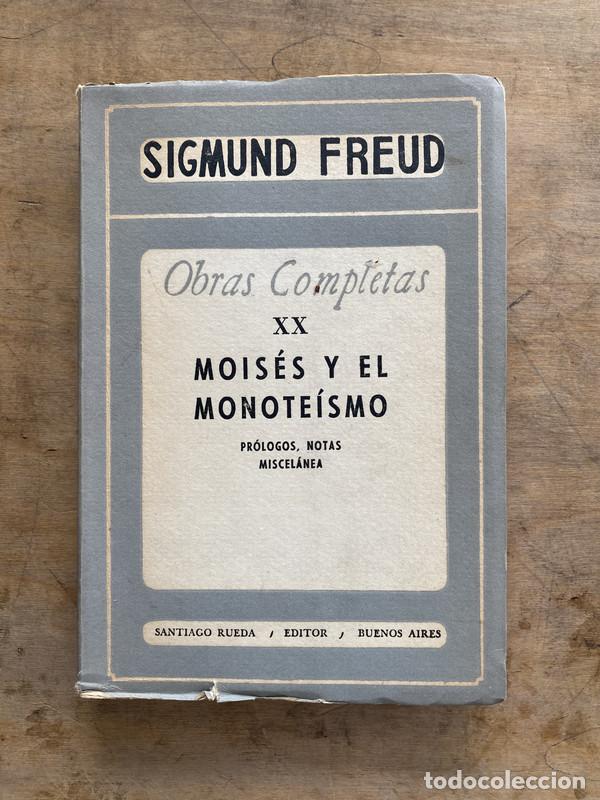 SIGMUND FREUD
Obras Completas
XX
MOISÉS Y EL
MONOTEÍSMO
PRÓLOGOS, NOTAS
MISCELÁNEA
SANTIAGO RUEDA , EDITOR , BUENOS AIRES
todocoleccion